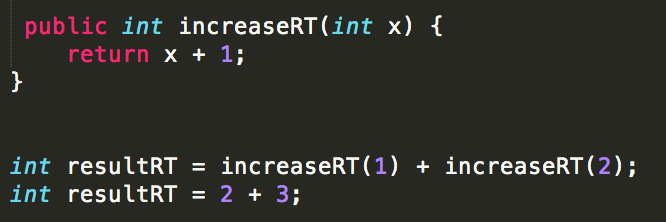 public int increaseRT(int x) {
return x + 1;
}
int resultRT = increaseRT(1) + increaseRT(2);
int resultRT = 2 + 3;